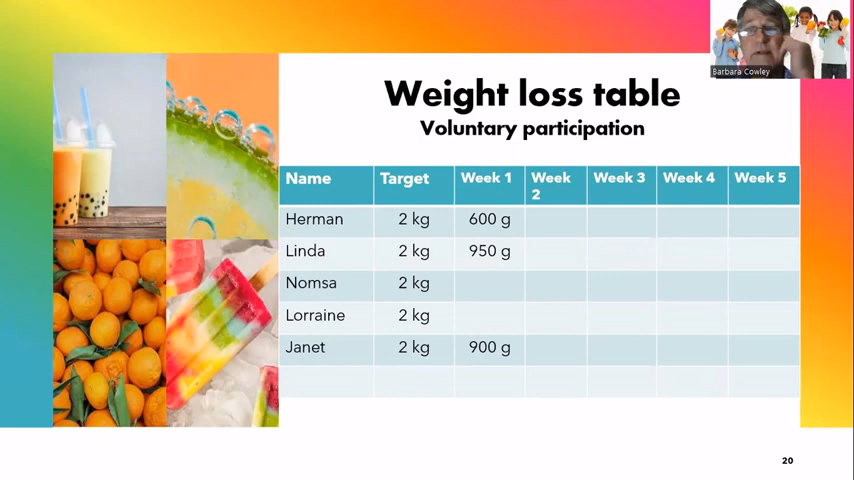 Barbara Cowley
Weight loss table
Voluntary participation
Name Target Week 1 Week 2 Week 3 Week 4 Week 5
Herman 2 kg 600 g
Linda 2 kg 950 g
Nomsa 2 kg
Lorraine 2 kg
Janet 2 kg 900 g
20